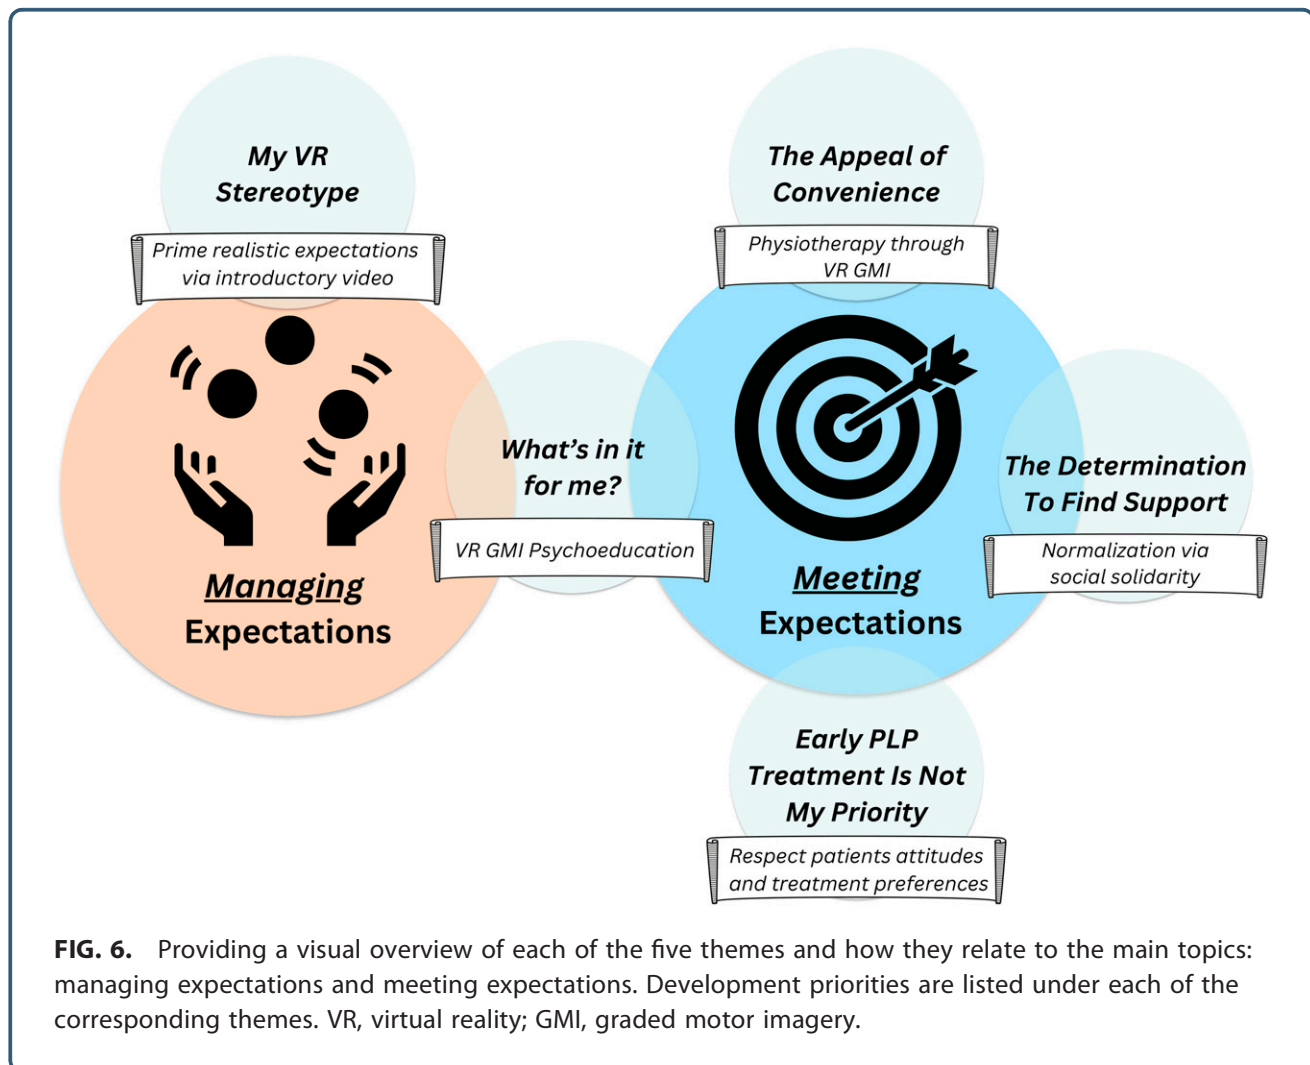 My VR
Stereotype
Prime realistic expectations
via introductory video
The Appeal of
Convenience
Physiotherapy through
VR GMI
What's in it
for me?
VR GMI Psychoeducation
The Determination
To Find Support
Normalization via
social solidarity
Managing
Expectations
Meeting
Expectations
Early PLP
Treatment Is Not
My Priority
Respect patients attitudes
and treatment preferences
FIG. 6. Providing a visual overview of each of the five themes and how they relate to the main topics:
managing expectations and meeting expectations. Development priorities are listed under each of the
corresponding themes. VR, virtual reality; GMI, graded motor imagery.